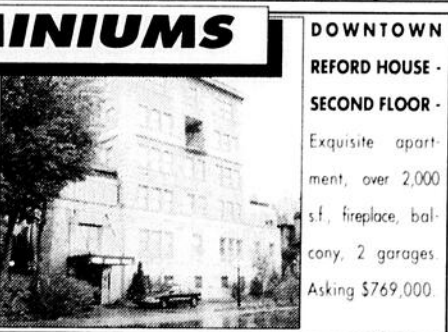 INIUMS
DOWNTOWN
REFORD HOUSE -
SECOND FLOOR -
Exquisite apart-
ment, over 2,000
s.f., fireplace, bal-
cony, 2 garages.
Asking $769,000.